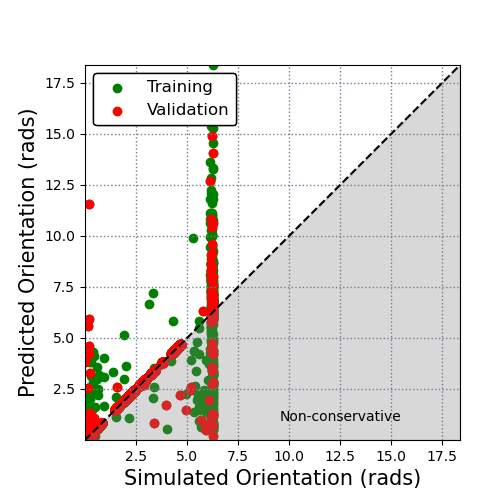 Training
Validation
17.5
15.0
12.5
10.0
7.5
5.0
2.5
Predicted Orientation (rads)
Non-conservative
2.5 5.0 7.5 10.0 12.5 15.0 17.5
Simulated Orientation (rads)